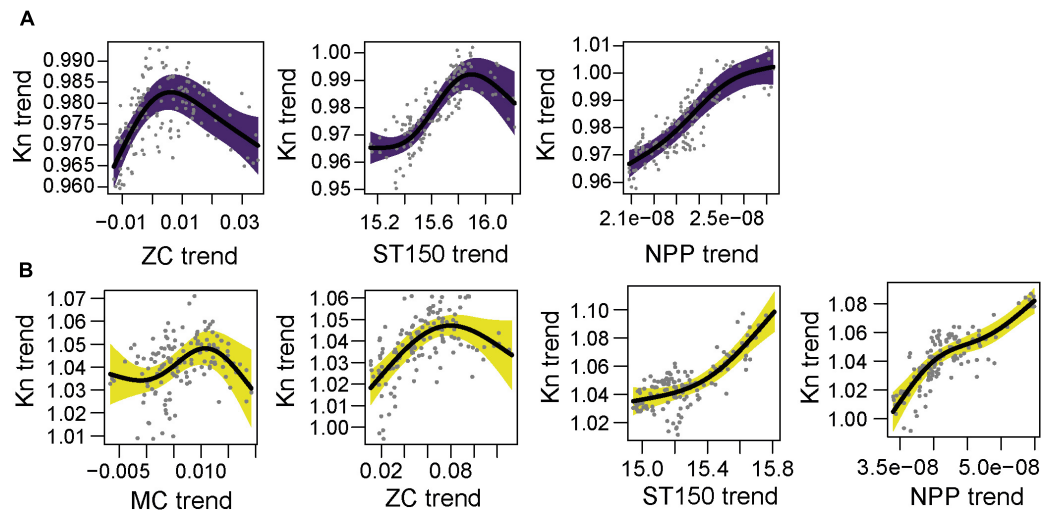 A
Kn trend
0.990
0.985
0.980
0.975
0.970
0.965
0.960
−0.01 0.01 0.03
ZC trend
Kn trend
1.00
0.99
0.98
0.97
0.96
0.95
15.2 15.6 16.0
ST150 trend
Kn trend
1.01
1.00
0.99
0.98
0.97
0.96
2.1e−08 2.5e−08
NPP trend
B
Kn trend
1.07
1.06
1.05
1.04
1.03
1.02
1.01
−0.005 0.010
MC trend
Kn trend
1.06
1.05
1.04
1.03
1.02
1.01
1.00
0.02 0.08
ZC trend
Kn trend
1.10
1.08
1.06
1.04
1.02
15.0 15.4 15.8
ST150 trend
Kn trend
1.08
1.06
1.04
1.02
1.00
3.5e−08 5.0e−08
NPP trend